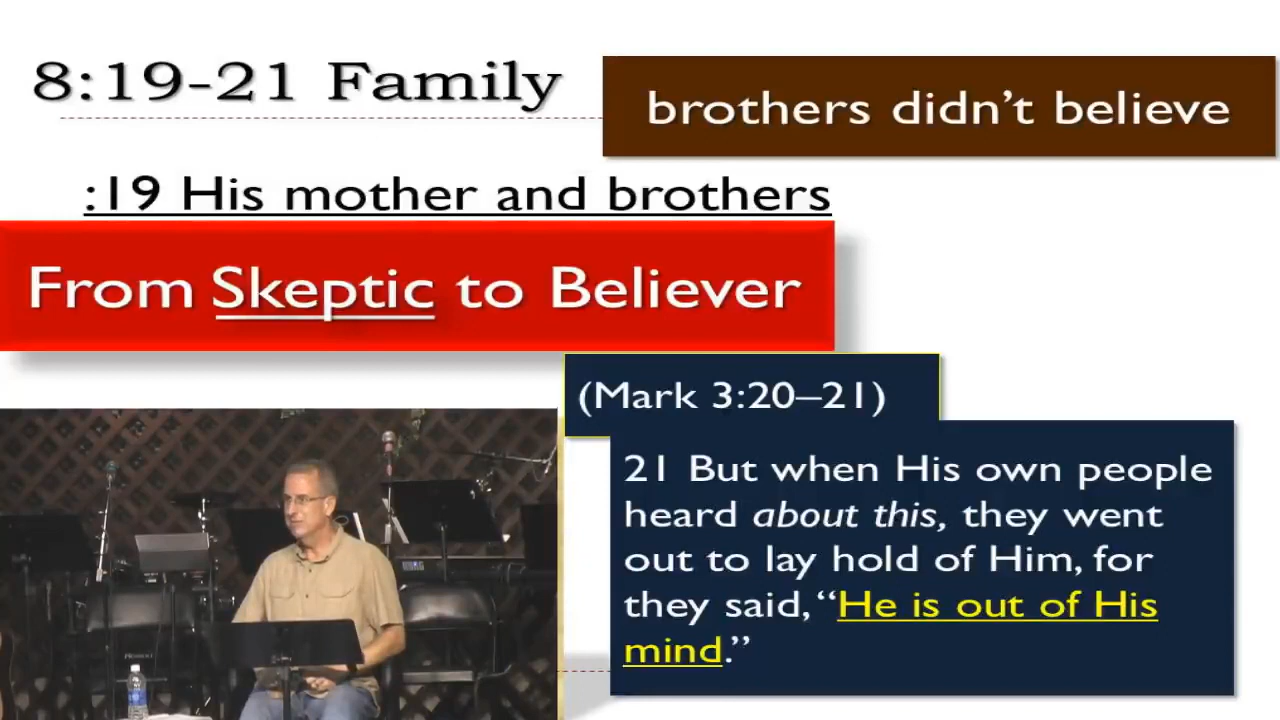 8:19-21 Family
brothers didn’t believe
:19 His mother and brothers
From Skeptic to Believer
(Mark 3:20–21)
21 But when His own people
heard about this, they went
out to lay hold of Him, for
they said, “He is out of His
mind.”